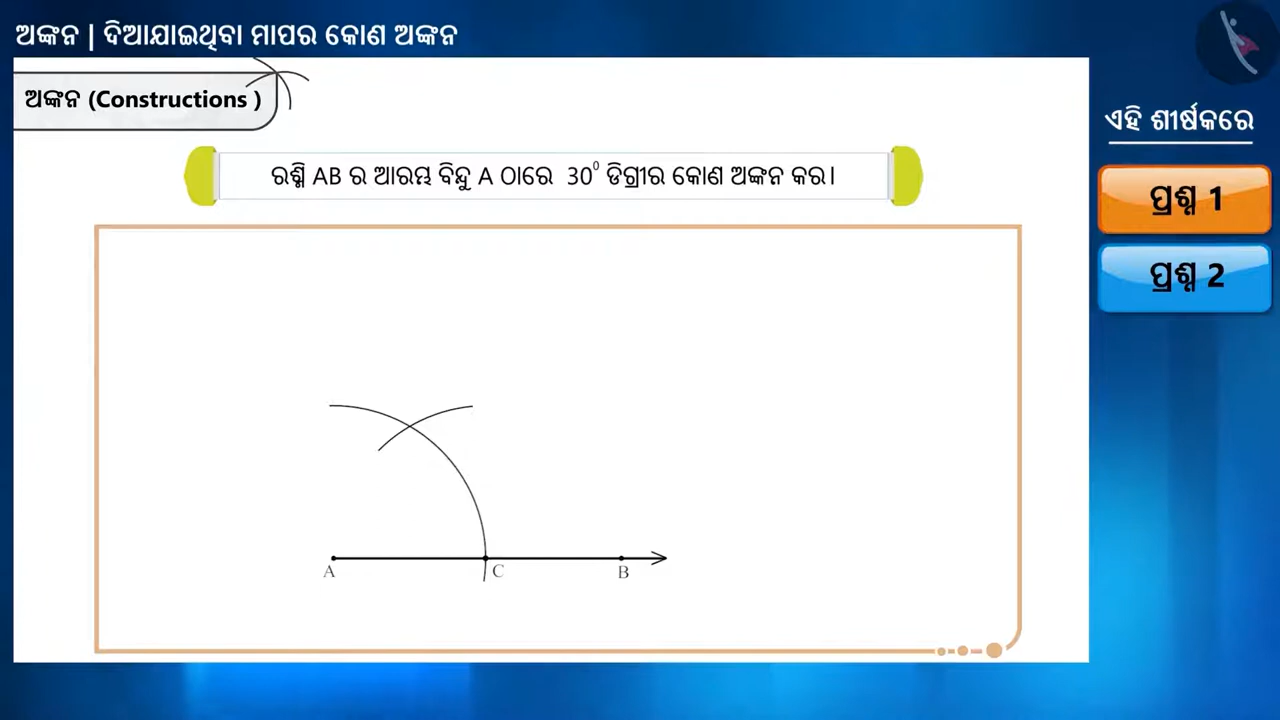 ଅଙ୍କନ | ଦିଆଯାଇଥିବା ମାପର କୋଣ ଅଙ୍କନ
ଅଙ୍କନ (Constructions )
ଏହି ଶୀର୍ଷକରେ
ରଶ୍ମି AB ର ଆରମ୍ଭ ବିନ୍ଦୁ A ଠାରେ 30⁰ ଡିଗ୍ରୀର କୋଣ ଅଙ୍କନ କର।
ପ୍ରଶ୍ନ 1
ପ୍ରଶ୍ନ 2
A
C
B